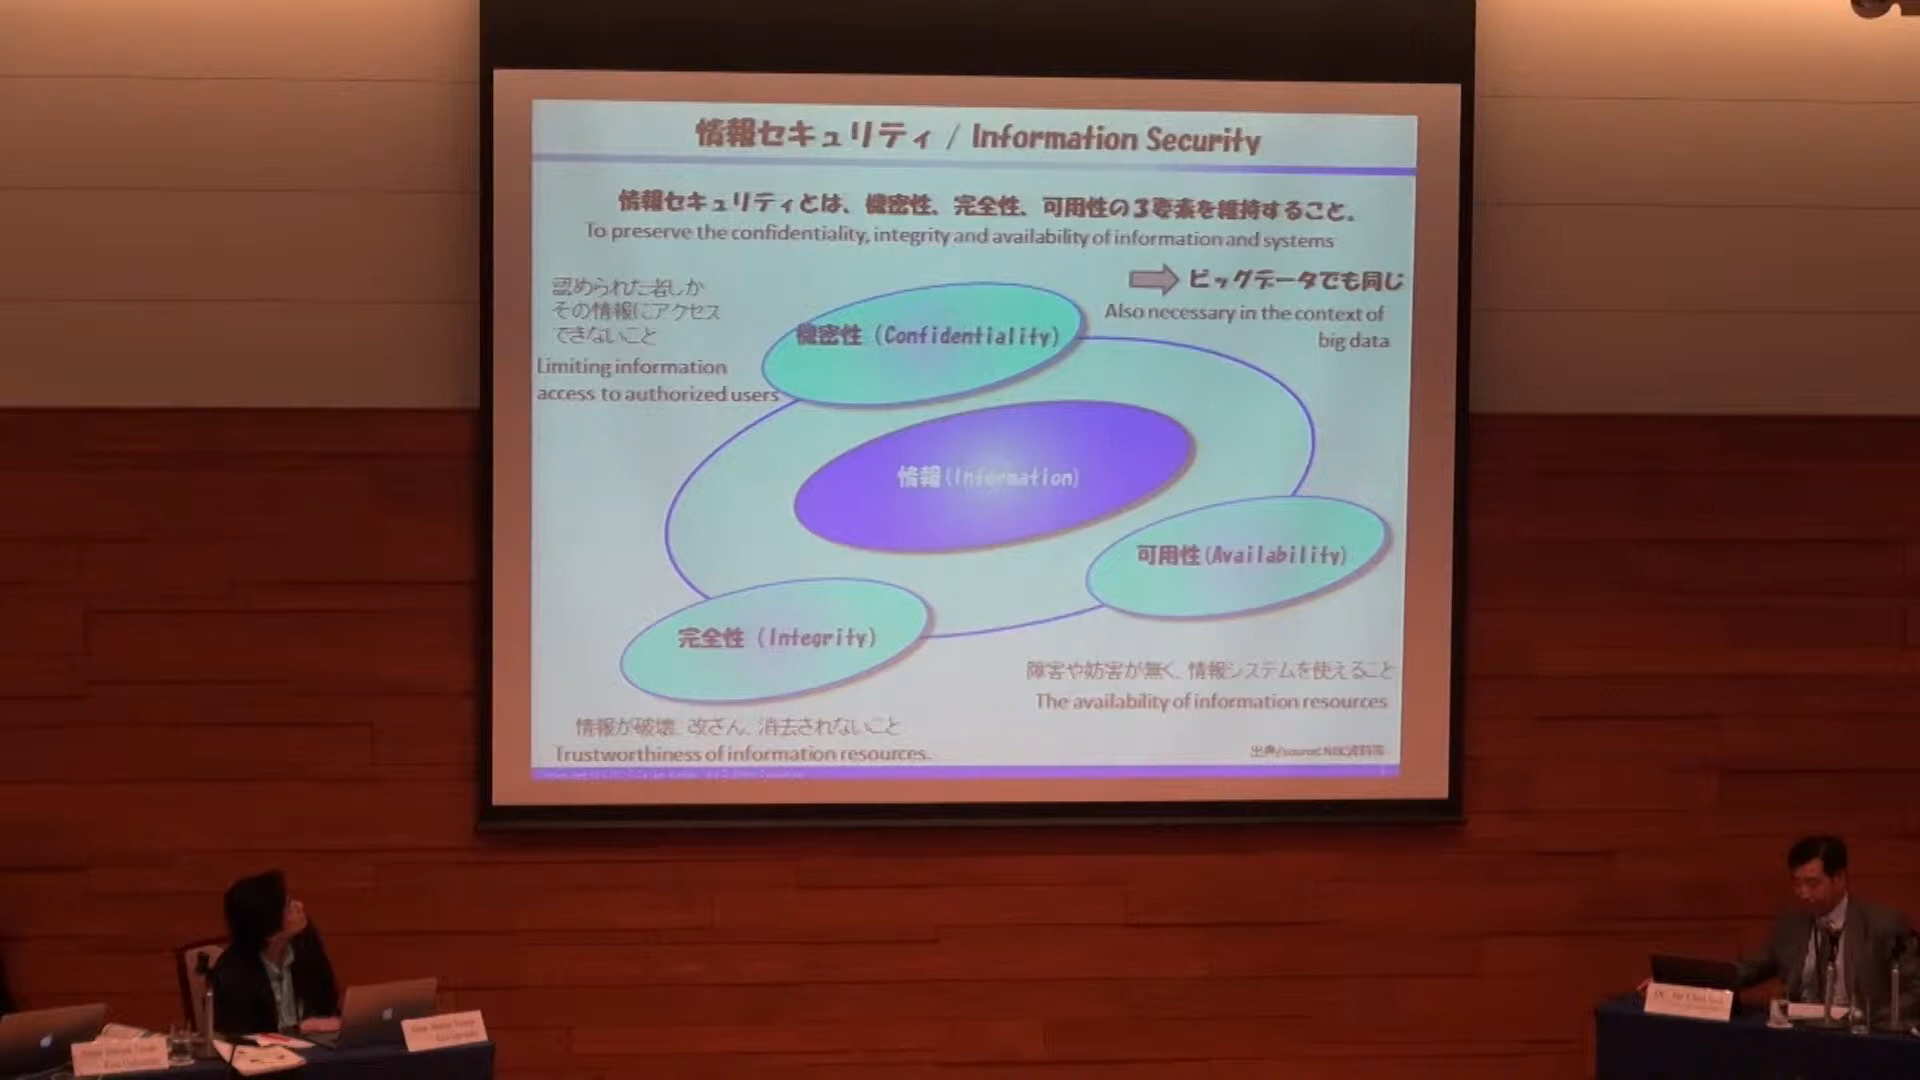 情報セキュリティ / Information Security
情報セキュリティとは、機密性、完全性、可用性の3要素を維持すること。
To preserve the confidentiality, integrity and availability of information and systems
認められた者しか
その情報にアクセス
できないこと
Limiting information
access to authorized users
ビッグデータでも同じ
Also necessary in the context of
big data
機密性 (Confidentiality)
情報(Information)
可用性(Availability)
完全性 (Integrity)
障害や妨害が無く、情報システムを使えること
The availability of information resources
情報が破壊、改ざん、消去されないこと
Trustworthiness of information resources.
出典/source: